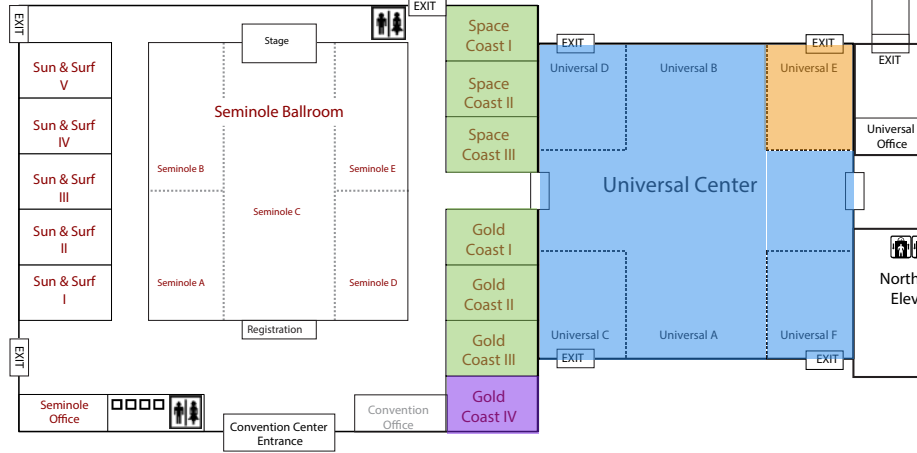 EXIT
EXIT
Space
Coast I
Stage
EXIT
EXIT
EXIT
Sun & Surf
V
Universal D
Universal B
Universal E
Space
Coast II
Seminole Ballroom
Sun & Surf
IV
Space
Coast III
Universal
Office
Seminole B
Seminole E
Sun & Surf
III
Universal Center
Seminole C
Sun & Surf
II
Gold
Coast I
Sun & Surf
I
Seminole A
Seminole D
Gold
Coast II
North
Elev
Registration
Gold
Coast III
Universal C
Universal A
Universal F
EXIT
EXIT
EXIT
Seminole
Office
Convention
Office
Gold
Coast IV
Convention Center
Entrance